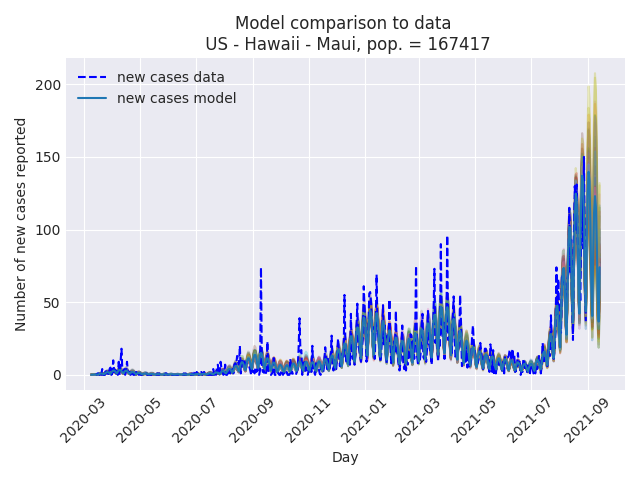 Model comparison to data
US - Hawaii - Maui, pop. = 167417
new cases data
new cases model
Number of new cases reported
200
150
100
50
0
2020-03
2020-05
2020-07
2020-09
2020-11
2021-01
2021-03
2021-05
2021-07
2021-09
Day